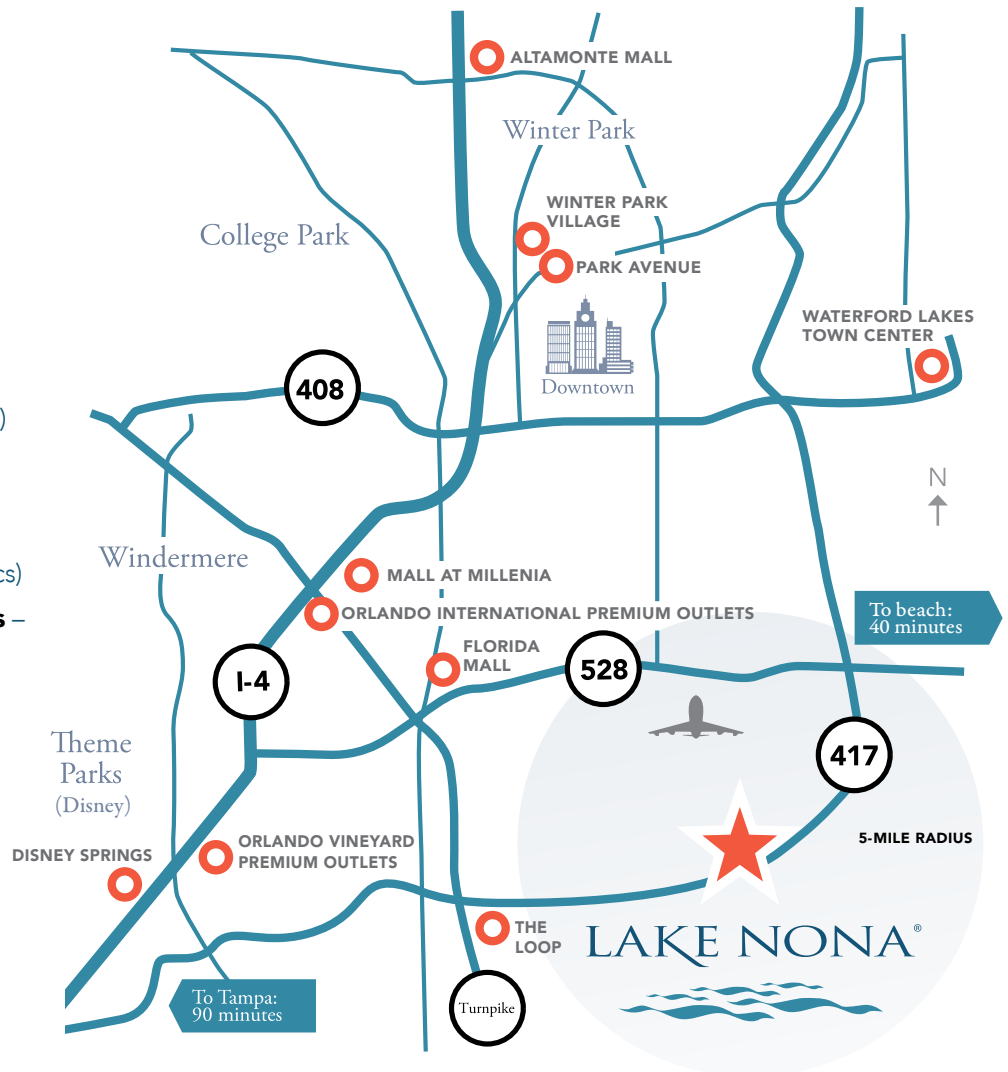 ALTAMONTE MALL
Winter Park
WINTER PARK
VILLAGE
College Park
PARK AVENUE
WATERFORD LAKES
TOWN CENTER
408
Downtown
)
N
Windermere
cs)
MALL AT MILLENIA
s –
ORLANDO INTERNATIONAL PREMIUM OUTLETS
To beach:
40 minutes
FLORIDA
MALL
528
I-4
Theme
Parks
(Disney)
417
5-MILE RADIUS
ORLANDO VINEYARD
PREMIUM OUTLETS
DISNEY SPRINGS
THE
LOOP
LAKE NONA®
To Tampa:
90 minutes
Turnpike